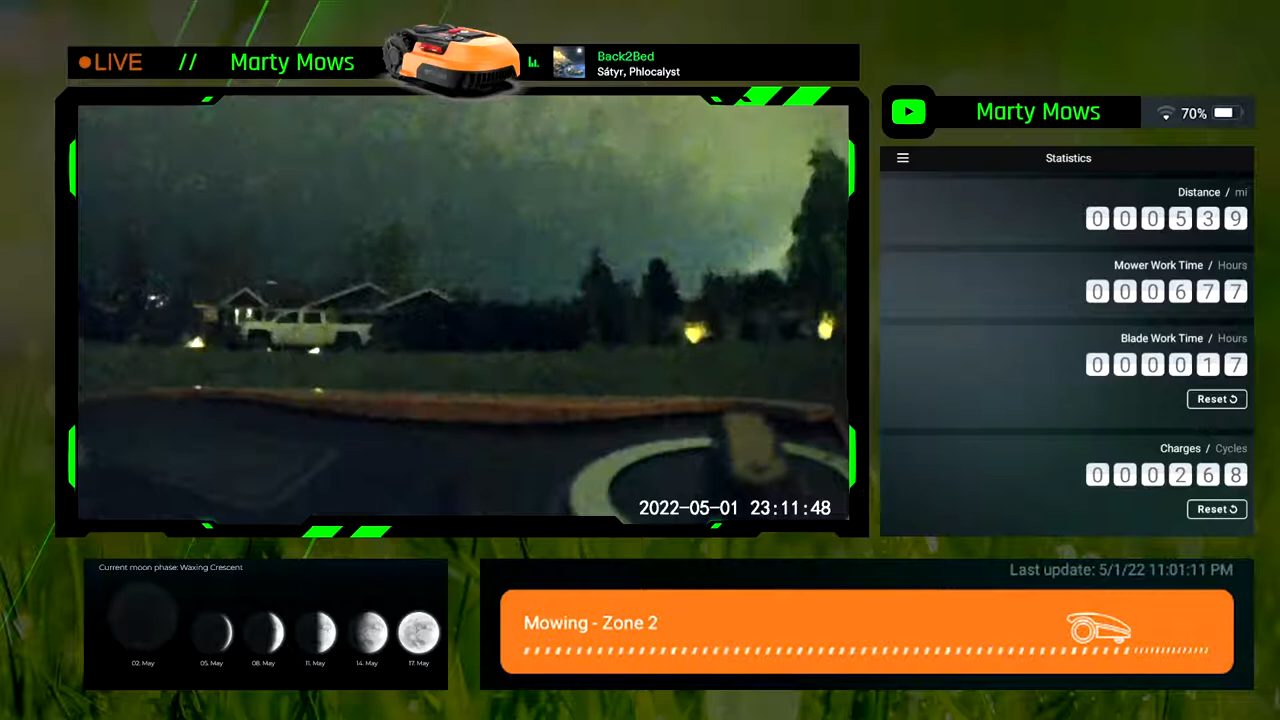 LIVE // Marty Mows
Back2Bed
Sátyr, Phlocalyst
Marty Mows
70%
Statistics
Distance / mi
000539
Mower Work Time / Hours
000677
Blade Work Time / Hours
000017
Reset
Charges / Cycles
000268
Reset
2022-05-01 23:11:48
Current moon phase: Waxing Crescent
02. May 05. May 08. May 11. May 14. May 17. May
Last update: 5/1/22 11:01:11 PM
Mowing - Zone 2